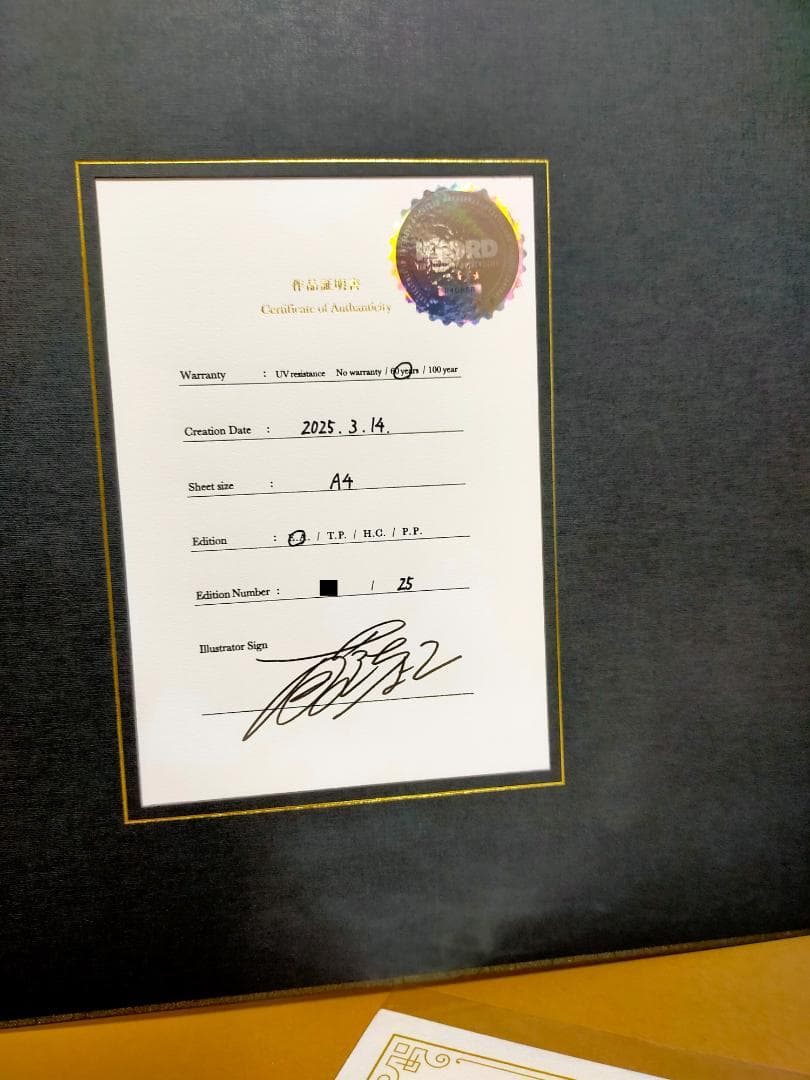 作品証明書
Certificate of Authanticity
Warranty : UV resistance No warranty / 60 years / 100 year
Creation Date : 2025.3.14.
Sheet size : A4
Edition : E.A. / T.P. / H.C. / P.P.
Edition Number : / 25
Illustrator Sign